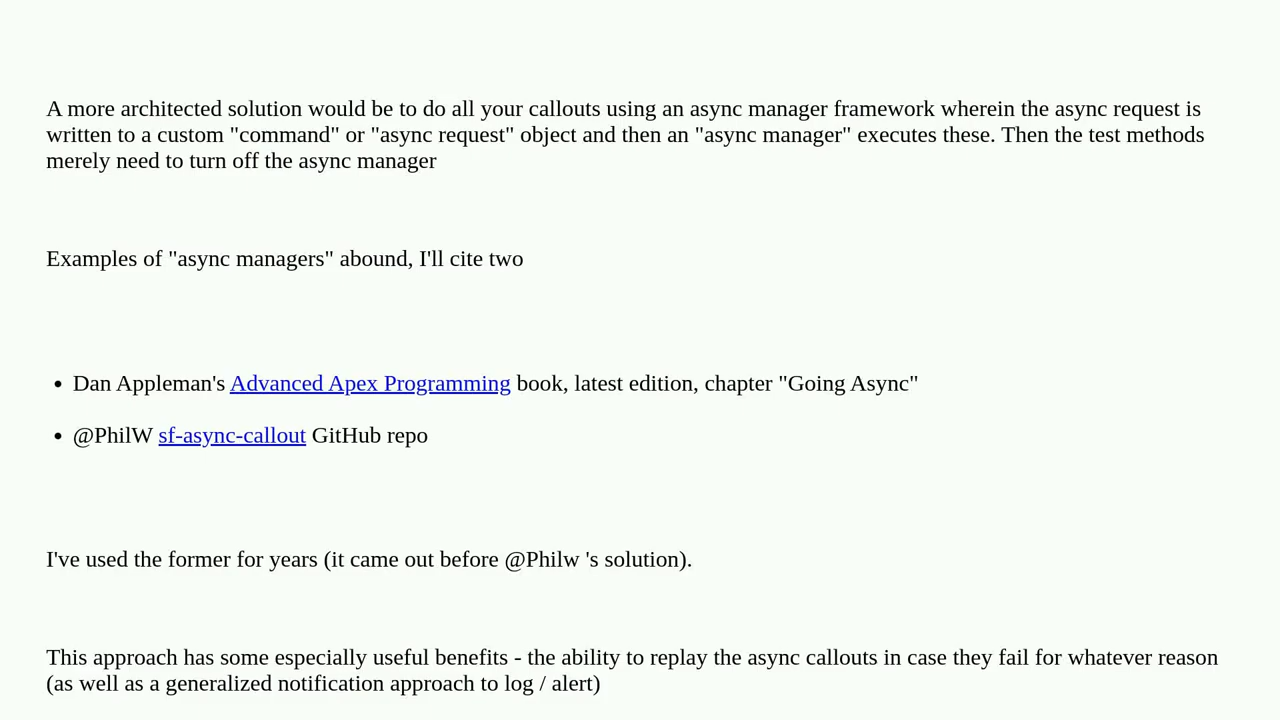 A more architected solution would be to do all your callouts using an async manager framework wherein the async request is
written to a custom "command" or "async request" object and then an "async manager" executes these. Then the test methods
merely need to turn off the async manager
Examples of "async managers" abound, I'll cite two
• Dan Appleman's Advanced Apex Programming book, latest edition, chapter "Going Async"
• @PhilW sf-async-callout GitHub repo
I've used the former for years (it came out before @Philw 's solution).
This approach has some especially useful benefits - the ability to replay the async callouts in case they fail for whatever reason
(as well as a generalized notification approach to log / alert)